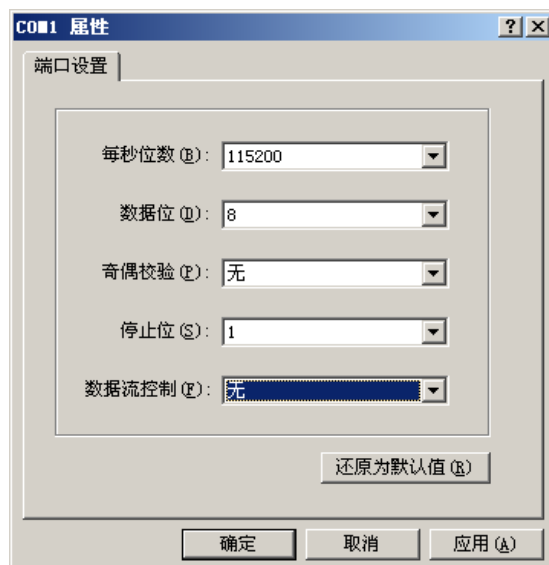 COM1 属性
端口设置
每秒位数(B): 115200
数据位(D): 8
奇偶校验(P): 无
停止位(S): 1
数据流控制(F): 无
还原为默认值(R)
确定 取消 应用(A)